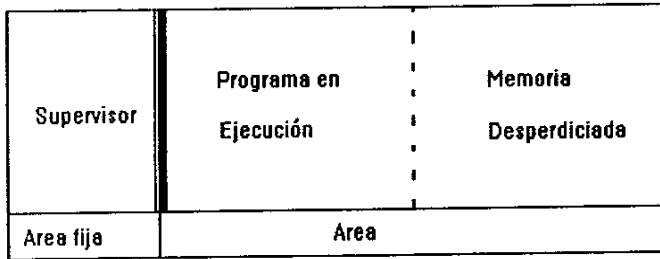 Supervisor
Programa en
Ejecución
Memoria
Desperdiciada
Area fija
Area